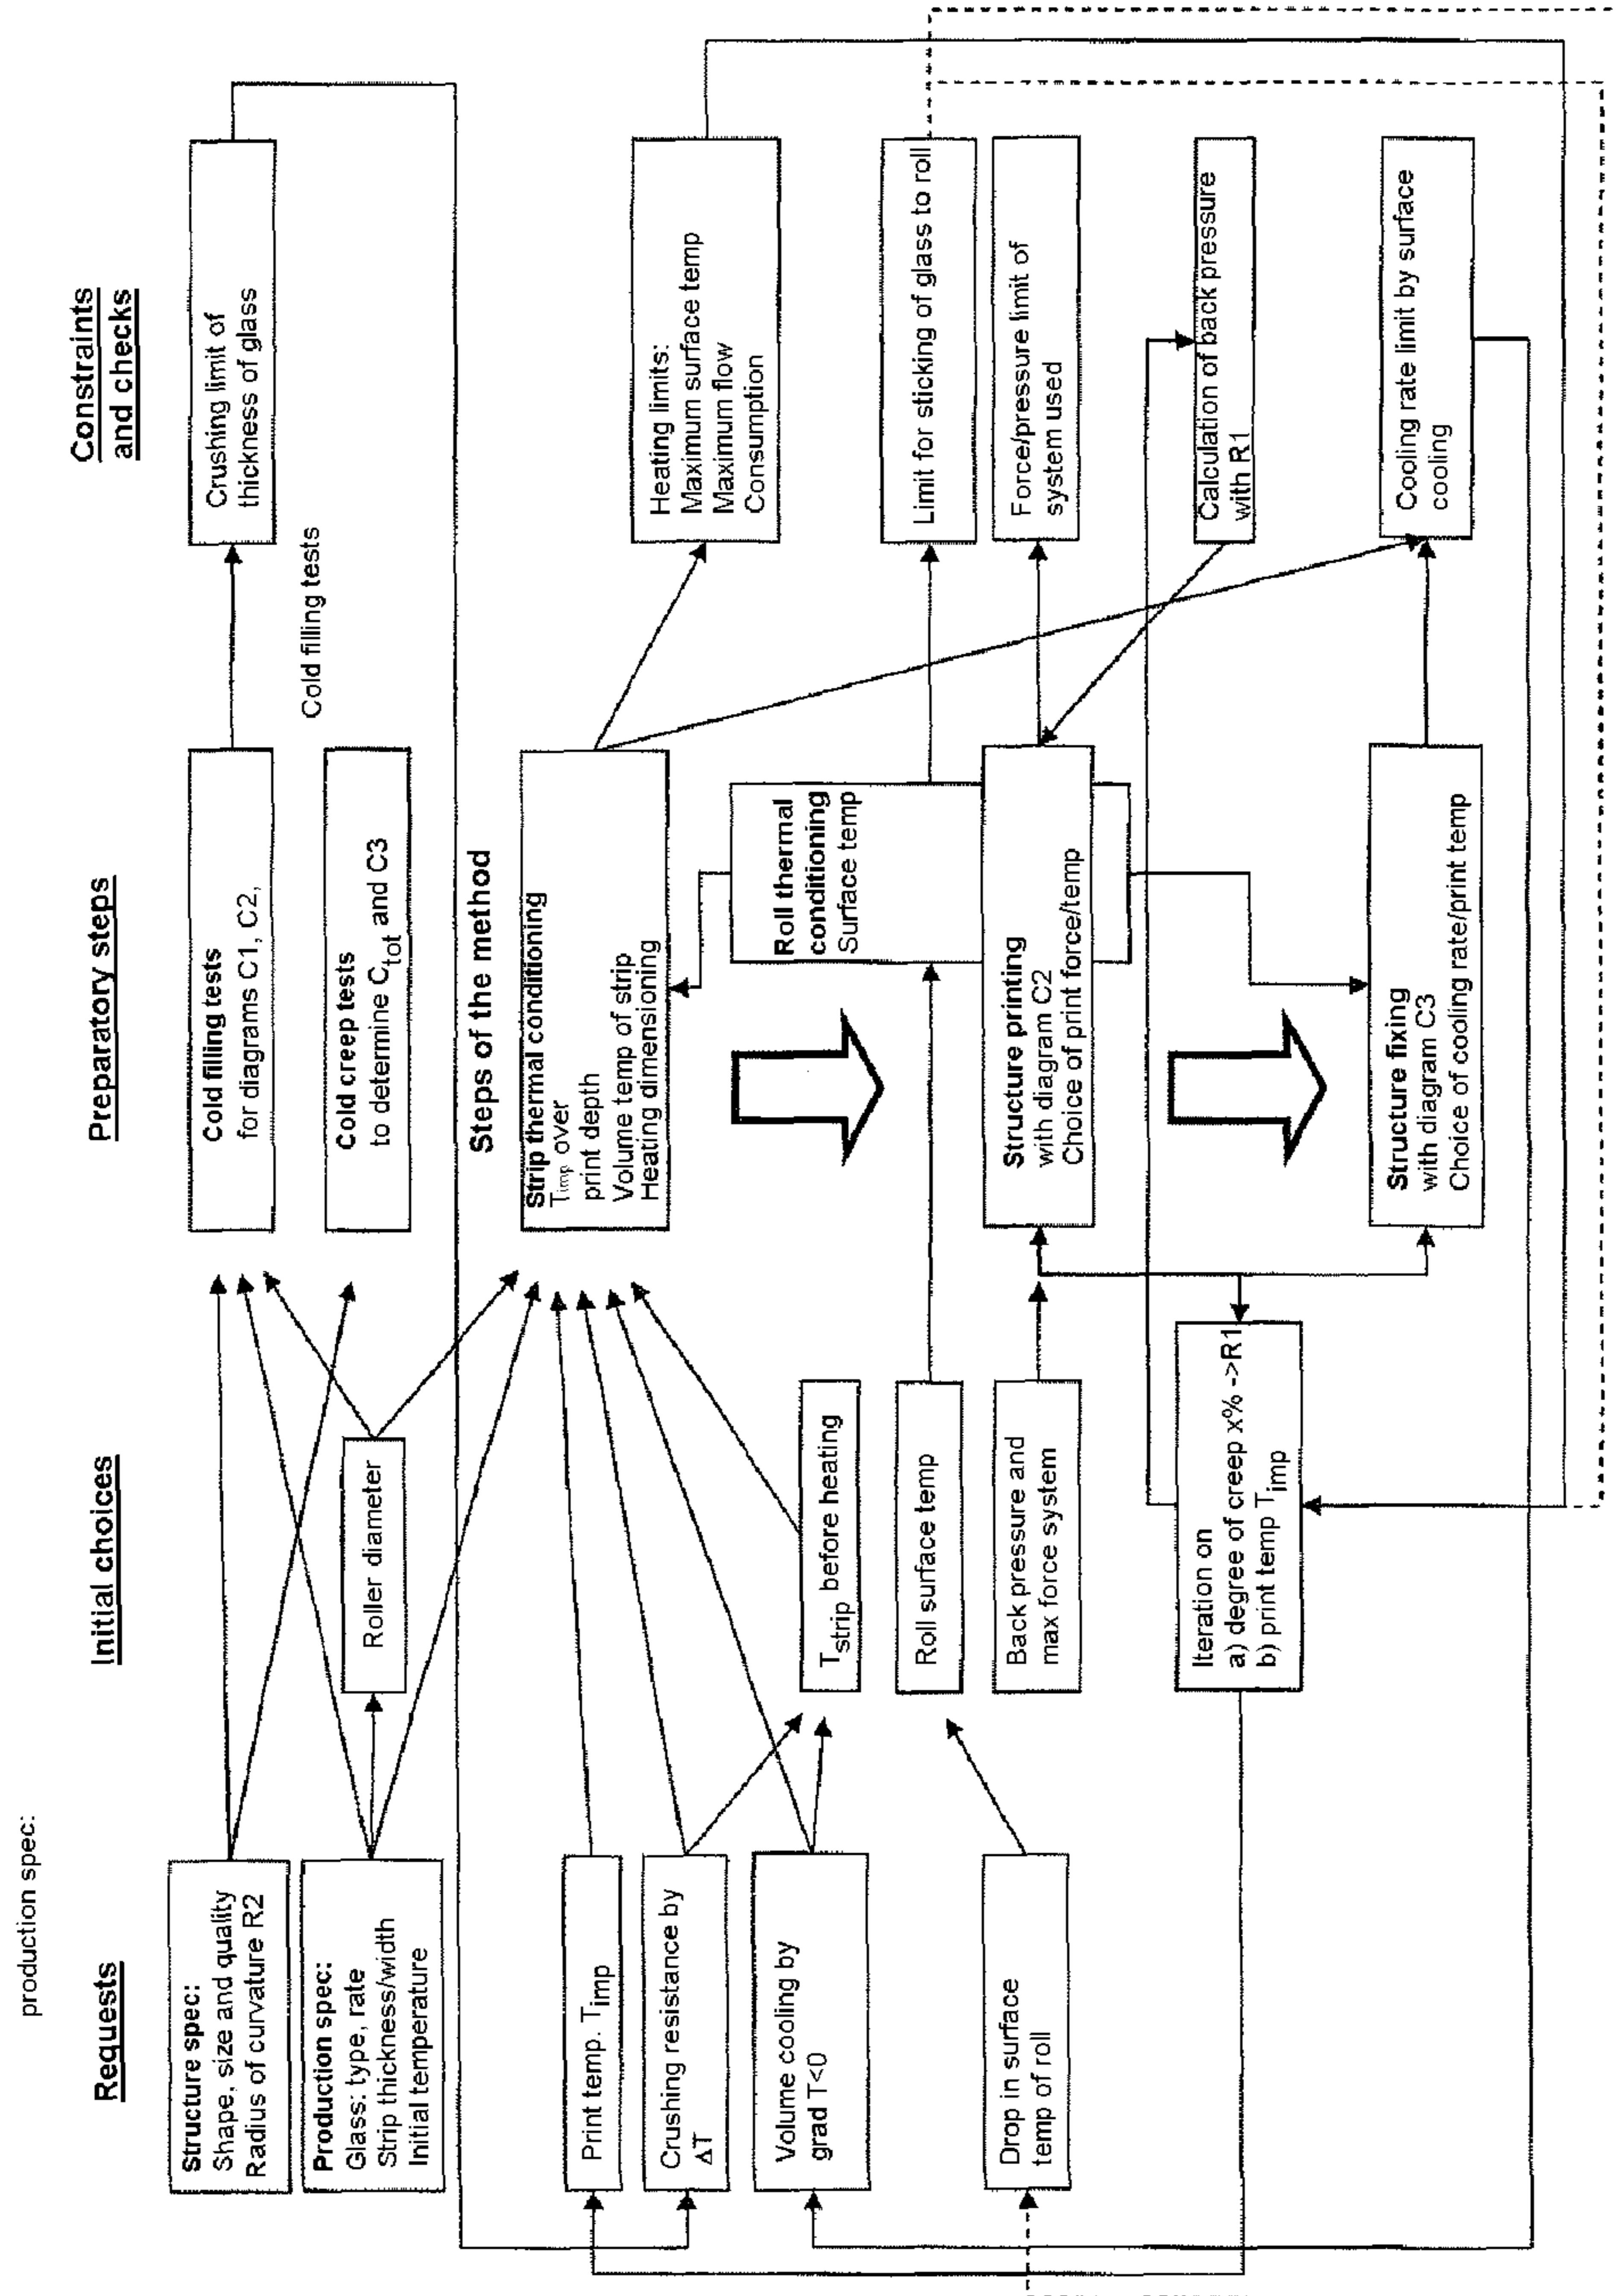 production spec:
Requests
Initial choices
Preparatory steps
Constraints
and checks
Structure spec:
Shape, size and quality
Radius of curvature R2
Production spec:
Glass: type, rate
Strip thickness/width
Initial temperature
Roller diameter
Cold filling tests
for diagrams C1, C2,
Cold creep tests
to determine Ctot and C3
Crushing limit of
thickness of glass
Cold filling tests
Steps of the method
Print temp. Timp
Crushing resistance by
ΔT
Volume cooling by
grad T<0
Drop in surface
temp of roll
Tstrip before heating
Roll surface temp
Back pressure and
max force system
Iteration on
a) degree of creep x% ->R1
b) print temp Timp
Strip thermal conditioning
Timp over
print depth
Volume temp of strip
Heating dimensioning
Roll thermal
conditioning
Surface temp
Structure printing
with diagram C2
Choice of print force/temp
Structure fixing
with diagram C3
Choice of cooling rate/print temp
Heating limits:
Maximum surface temp
Maximum flow
Consumption
Limit for sticking of glass to roll
Force/pressure limit of
system used
Calculation of back pressure
with R1
Cooling rate limit by surface
cooling